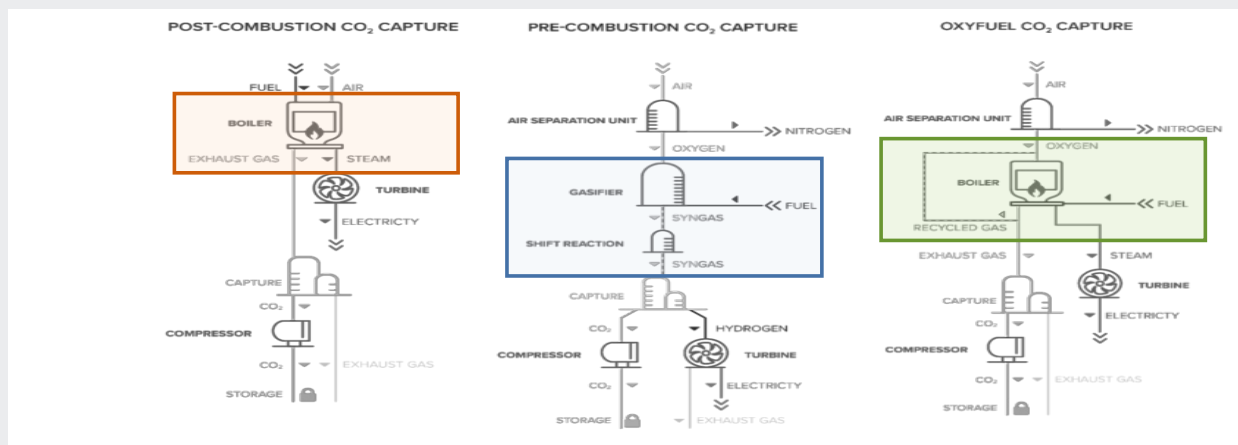 POST-COMBUSTION CO₂ CAPTURE
FUEL
AIR
BOILER
EXHAUST GAS
STEAM
TURBINE
ELECTRICTY
CAPTURE
CO₂
COMPRESSOR
CO₂
EXHAUST GAS
STORAGE
PRE-COMBUSTION CO₂ CAPTURE
AIR
AIR SEPARATION UNIT
NITROGEN
OXYGEN
GASIFIER
FUEL
SYNGAS
SHIFT REACTION
SYNGAS
CAPTURE
CO₂
HYDROGEN
COMPRESSOR
TURBINE
CO₂
ELECTRICTY
STORAGE
EXHAUST GAS
OXYFUEL CO₂ CAPTURE
AIR
AIR SEPARATION UNIT
NITROGEN
OXYGEN
BOILER
FUEL
RECYCLED GAS
EXHAUST GAS
STEAM
TURBINE
CAPTURE
ELECTRICTY
CO₂
COMPRESSOR
CO₂
EXHAUST GAS
STORAGE